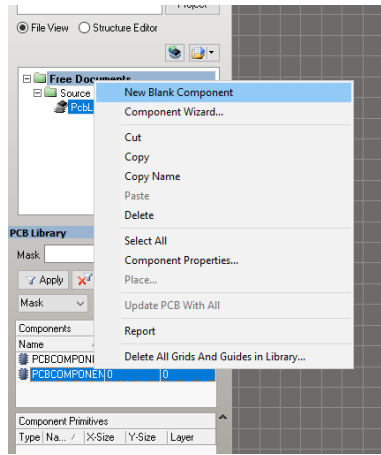 Project
File View Structure Editor
Free Documents
Source
New Blank Component
Component Wizard...
Cut
Copy
Copy Name
Paste
Delete
Select All
Component Properties...
Place...
Update PCB With All
Report
Delete All Grids And Guides in Library...
PCB Library
Mask
Apply
Mask
Components
Name
PCBCOMPONE
PCBCOMPONEN 0 0
Component Primitives
Type Na... / X-Size Y-Size Layer